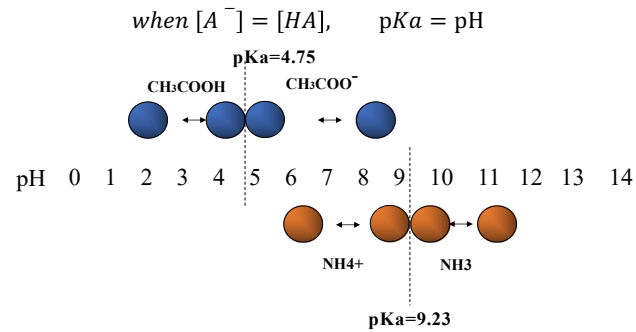 when [A⁻] = [HA], pKa = pH
pKa=4.75
CH₃COOH CH₃COO⁻
pH 0 1 2 3 4 5 6 7 8 9 10 11 12 13 14
NH4+ NH3
pKa=9.23